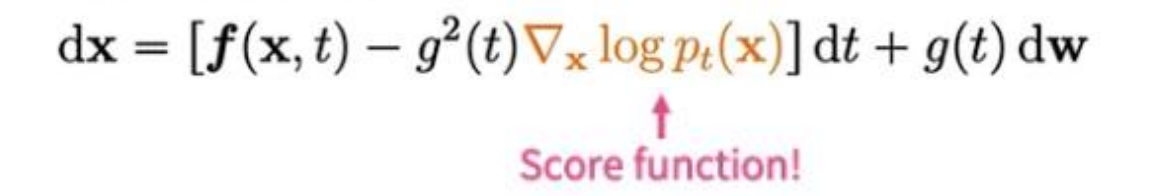 dx = [f(x, t) − g²(t)∇ₓ log pₜ(x)] dt + g(t) dw
Score function!